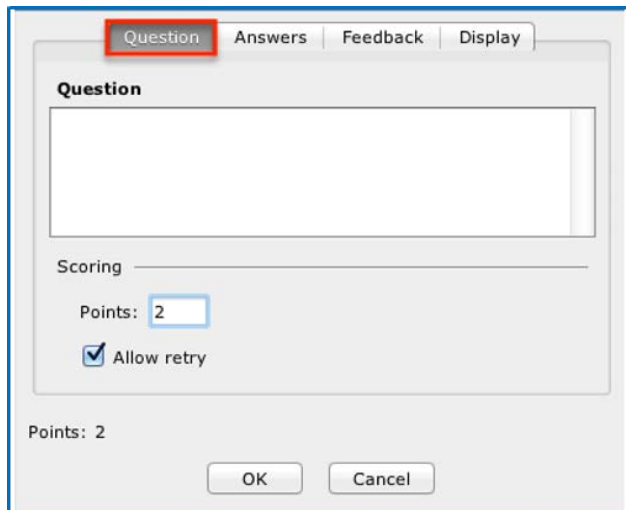 Question Answers Feedback Display
Question
Scoring
Points: 2
Allow retry
Points: 2
OK Cancel